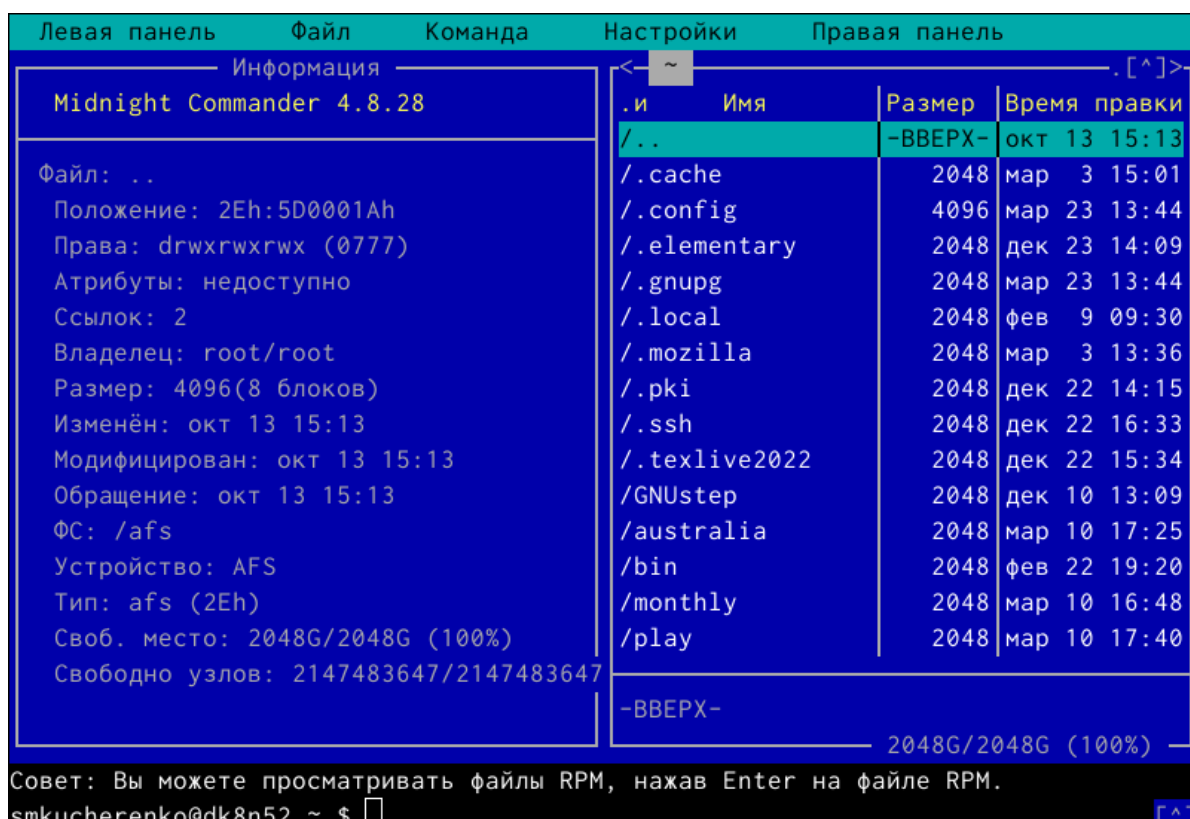 Левая панель Файл Команда Настройки Правая панель
Информация
Midnight Commander 4.8.28
Файл: ..
Положение: 2Eh:5D0001Ah
Права: drwxrwxrwx (0777)
Атрибуты: недоступно
Ссылок: 2
Владелец: root/root
Размер: 4096(8 блоков)
Изменён: окт 13 15:13
Модифицирован: окт 13 15:13
Обращение: окт 13 15:13
ФС: /afs
Устройство: AFS
Тип: afs (2Eh)
Своб. место: 2048G/2048G (100%)
Свободно узлов: 2147483647/2147483647
<- ~ .[^]>
.и Имя Размер Время правки
/.. -ВВЕРХ- окт 13 15:13
/.cache 2048 мар 3 15:01
/.config 4096 мар 23 13:44
/.elementary 2048 дек 23 14:09
/.gnupg 2048 мар 23 13:44
/.local 2048 фев 9 09:30
/.mozilla 2048 мар 3 13:36
/.pki 2048 дек 22 14:15
/.ssh 2048 дек 22 16:33
/.texlive2022 2048 дек 22 15:34
/GNUstep 2048 дек 10 13:09
/australia 2048 мар 10 17:25
/bin 2048 фев 22 19:20
/monthly 2048 мар 10 16:48
/play 2048 мар 10 17:40
-ВВЕРХ-
2048G/2048G (100%)
Совет: Вы можете просматривать файлы RPM, нажав Enter на файле RPM.
smkucherenko@dk8n52 ~ $ [^]